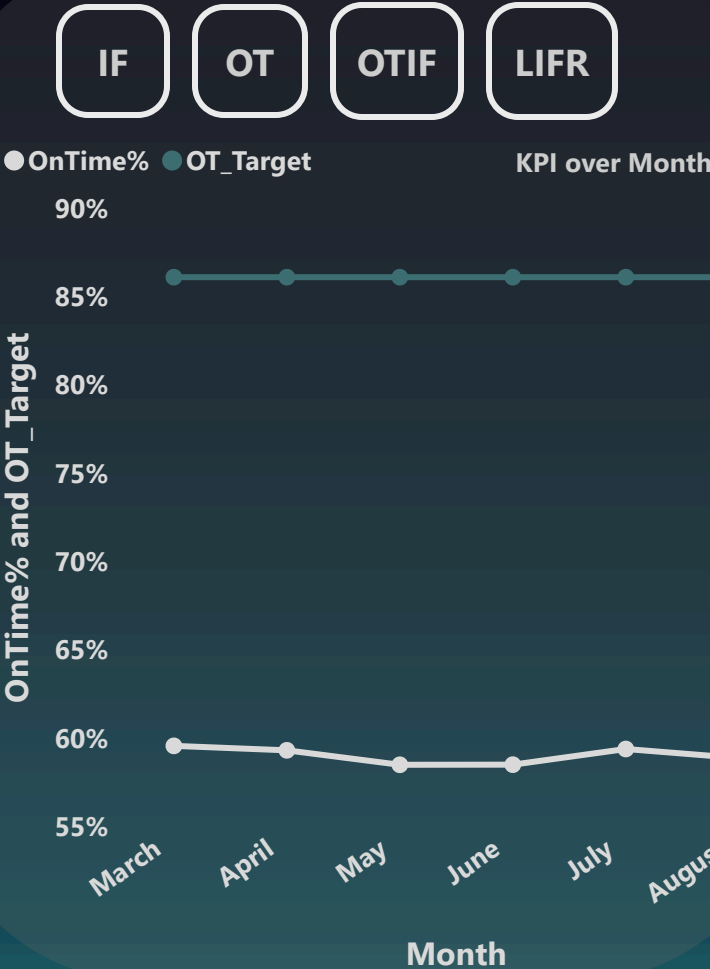 IF OT OTIF LIFR
OnTime% OT_Target KPI over Month
90%
85%
80%
75%
70%
65%
60%
55%
OnTime% and OT_Target
March April May June July Augus
Month